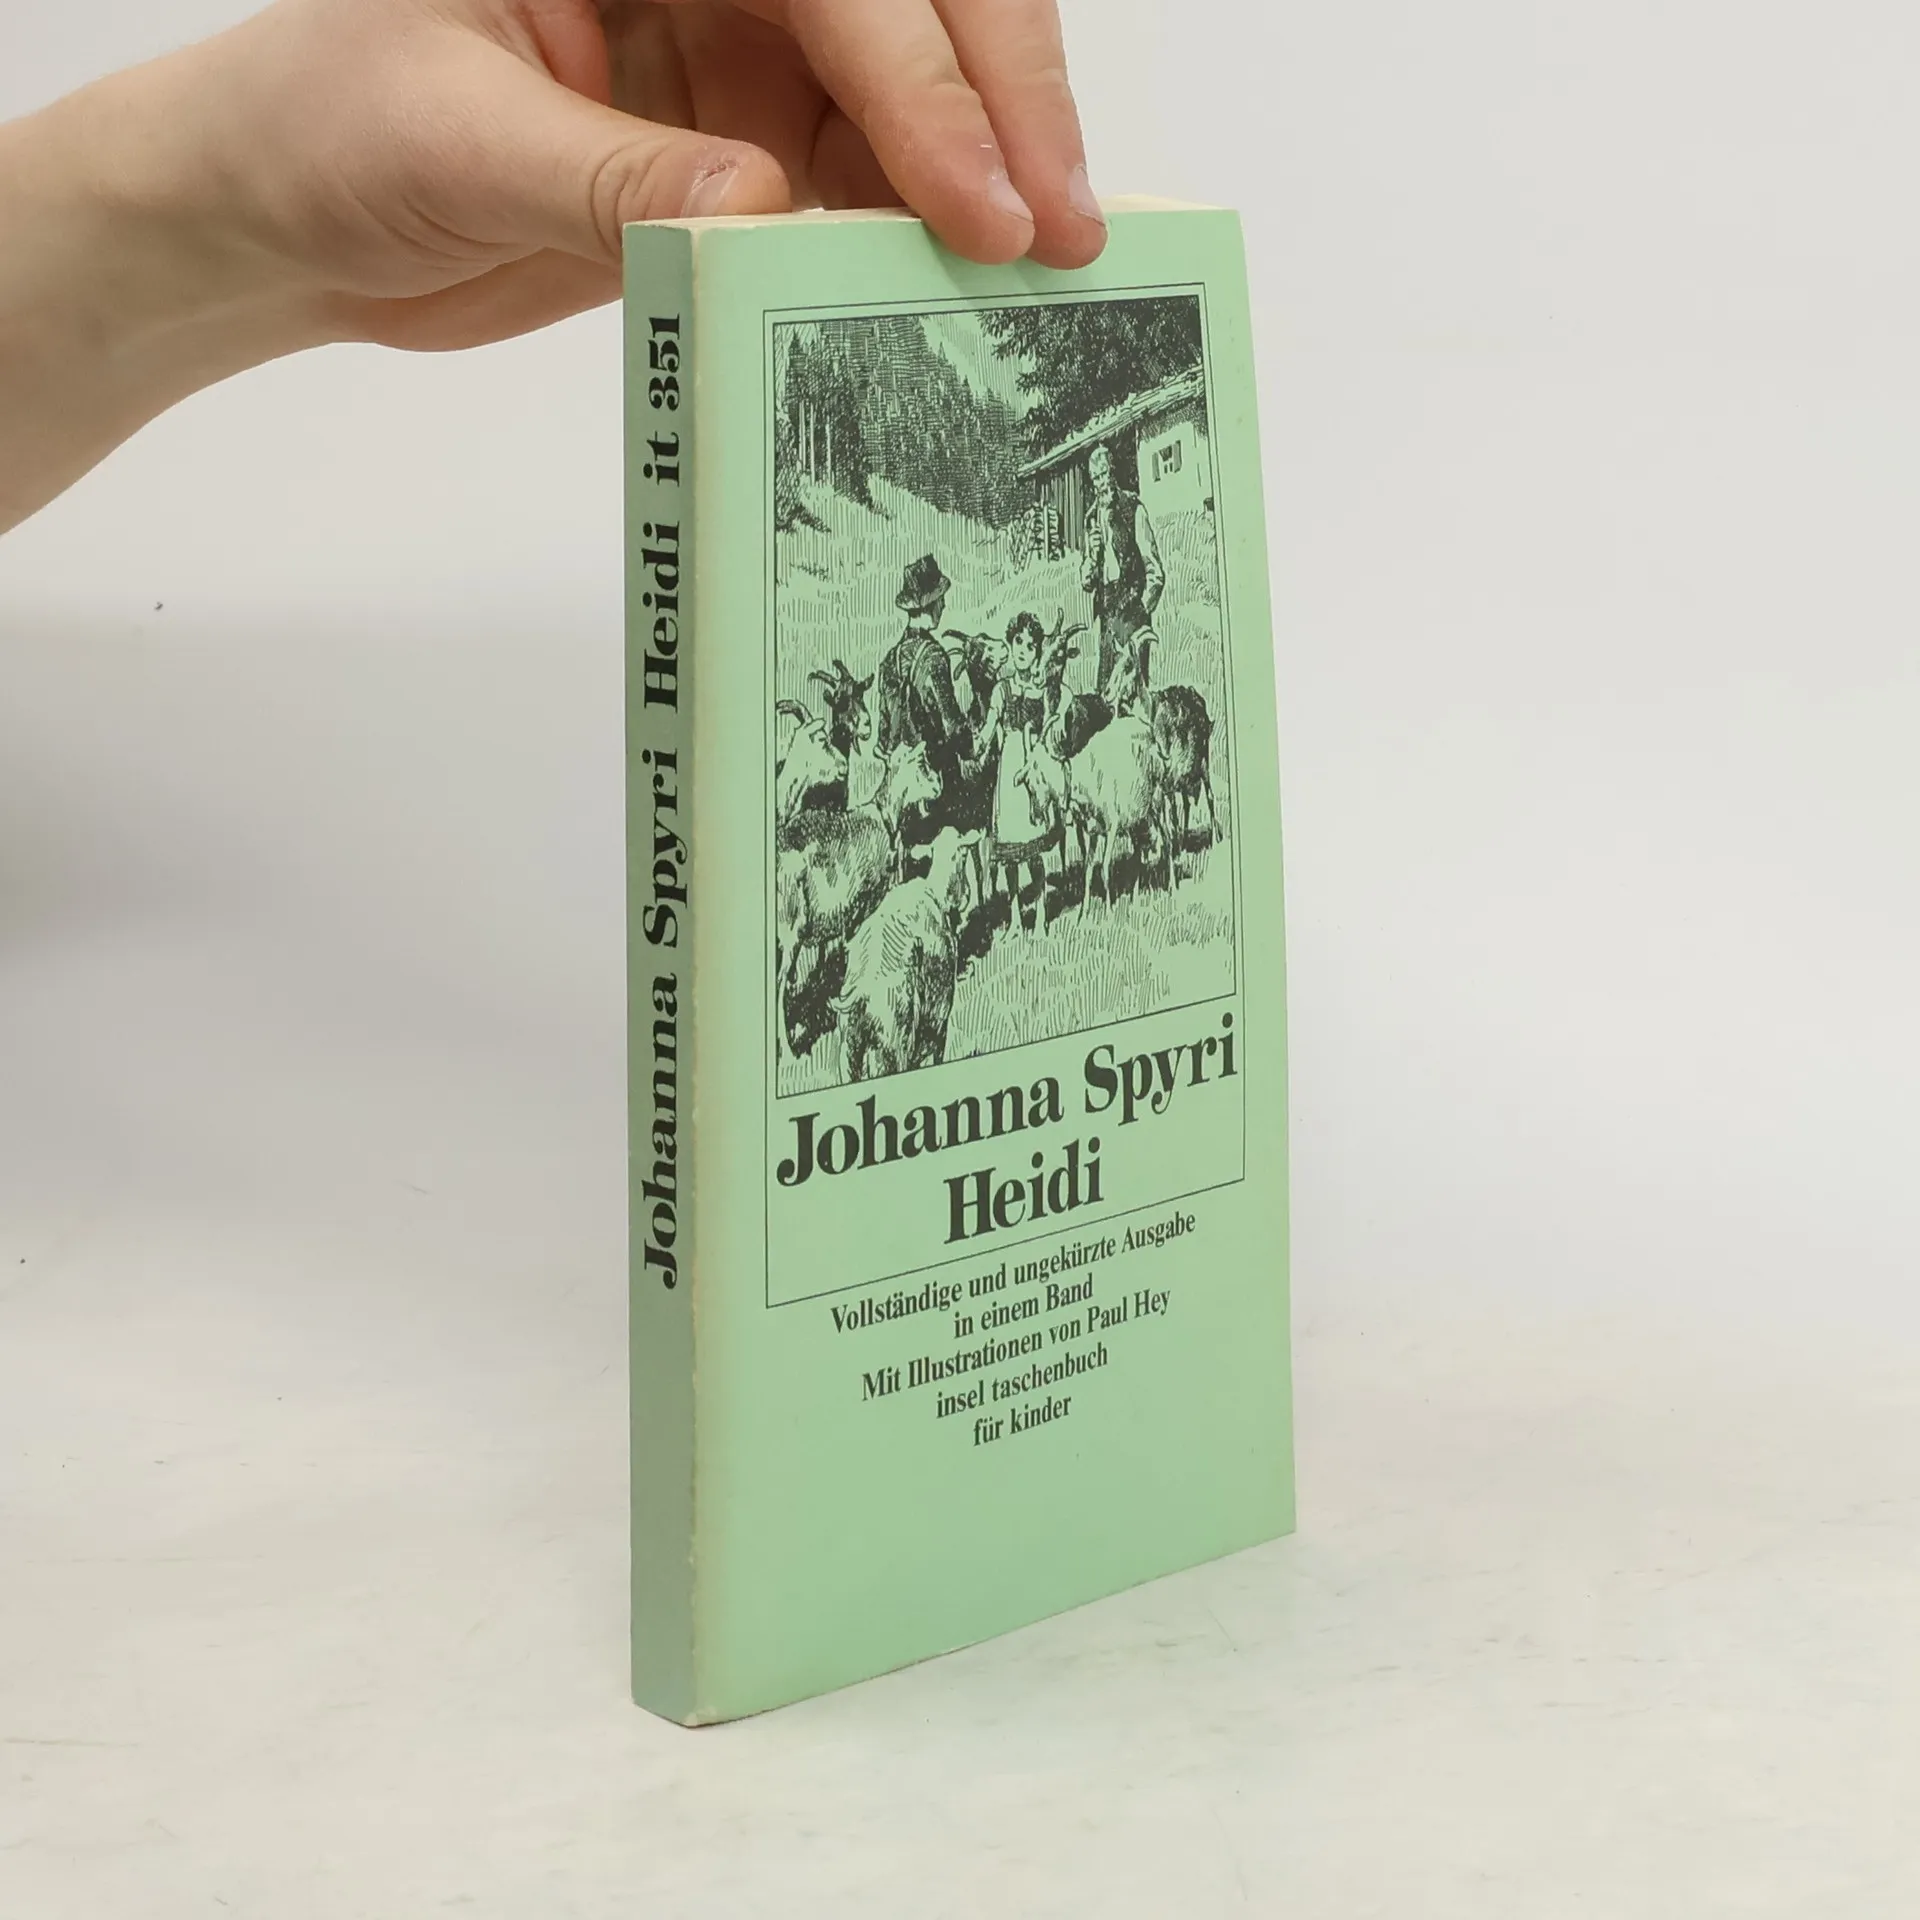 Johanna Spyri Heidi it 351
Johanna Spyri
Heidi
Vollständige und ungekürzte Ausgabe
in einem Band
Mit Illustrationen von Paul Hey
insel taschenbuch
für kinder